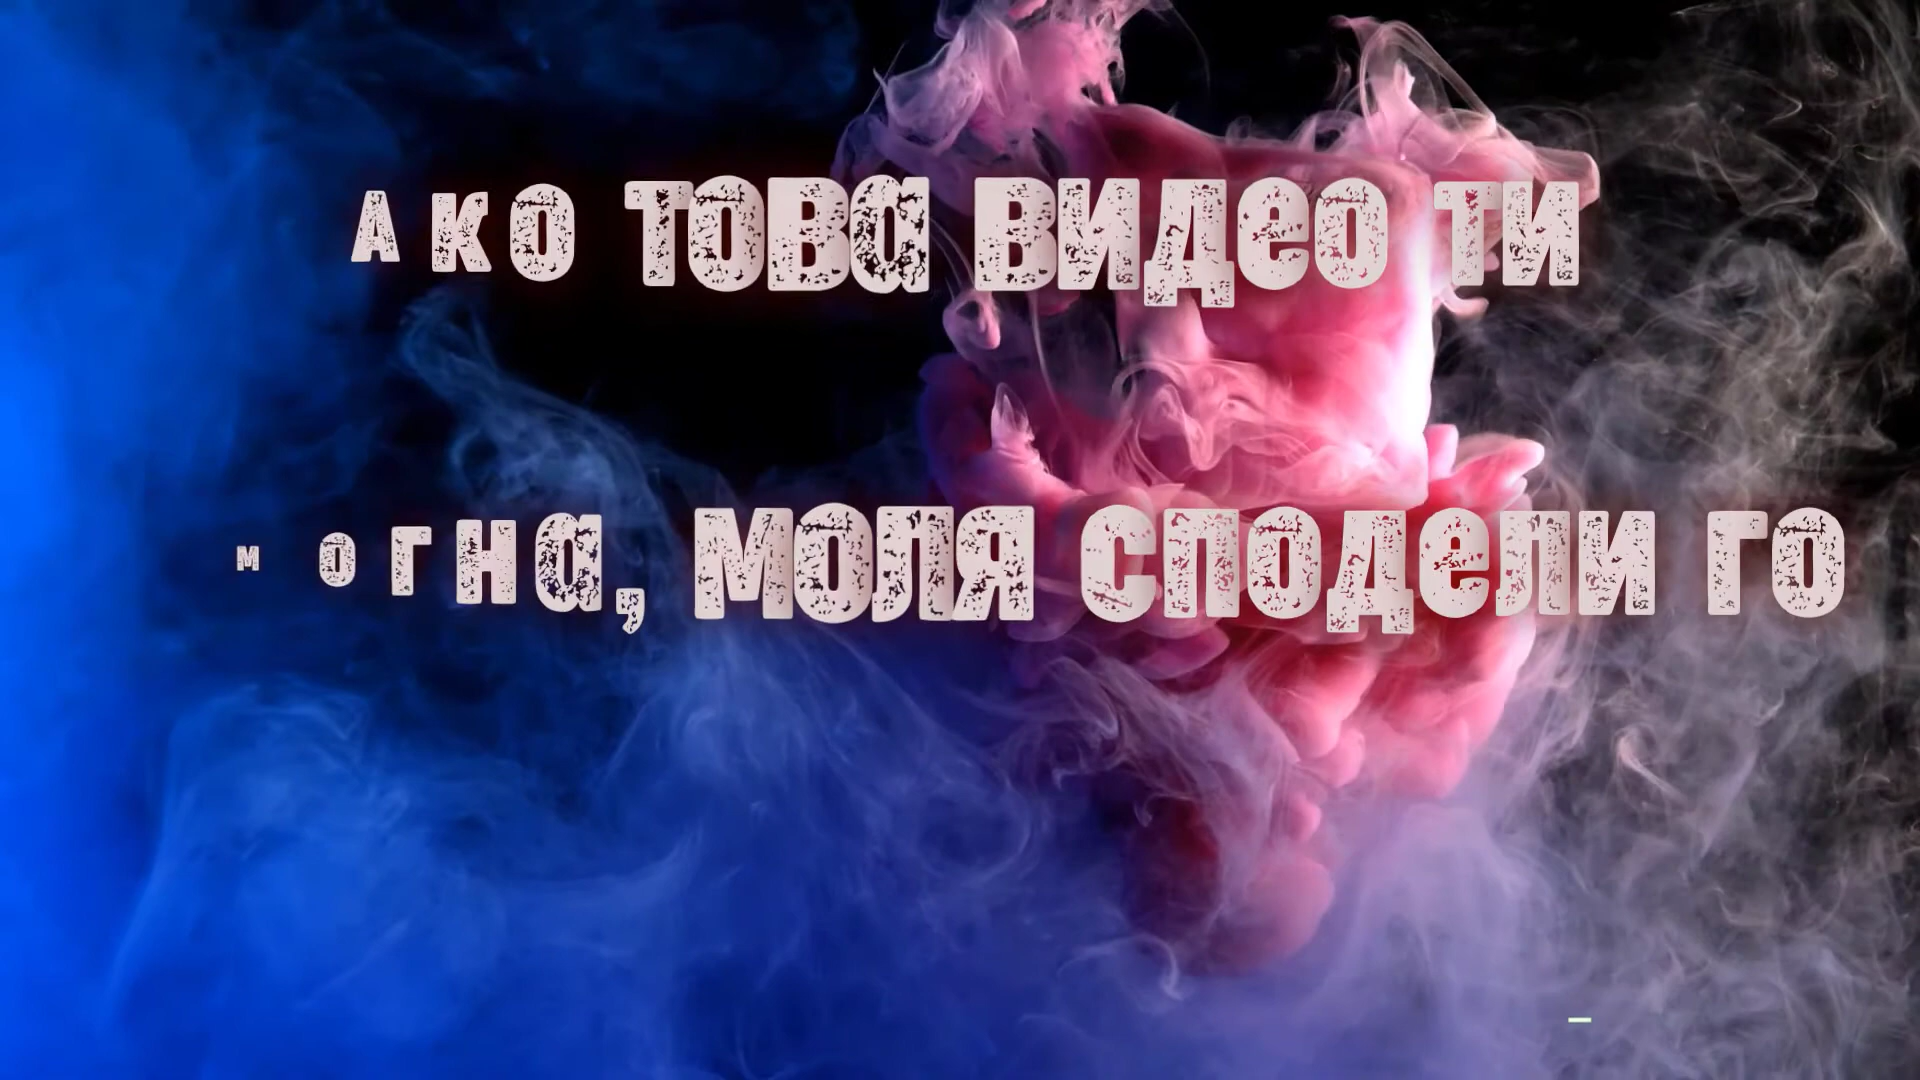 Ако това видео ти
могна, моля сподели го